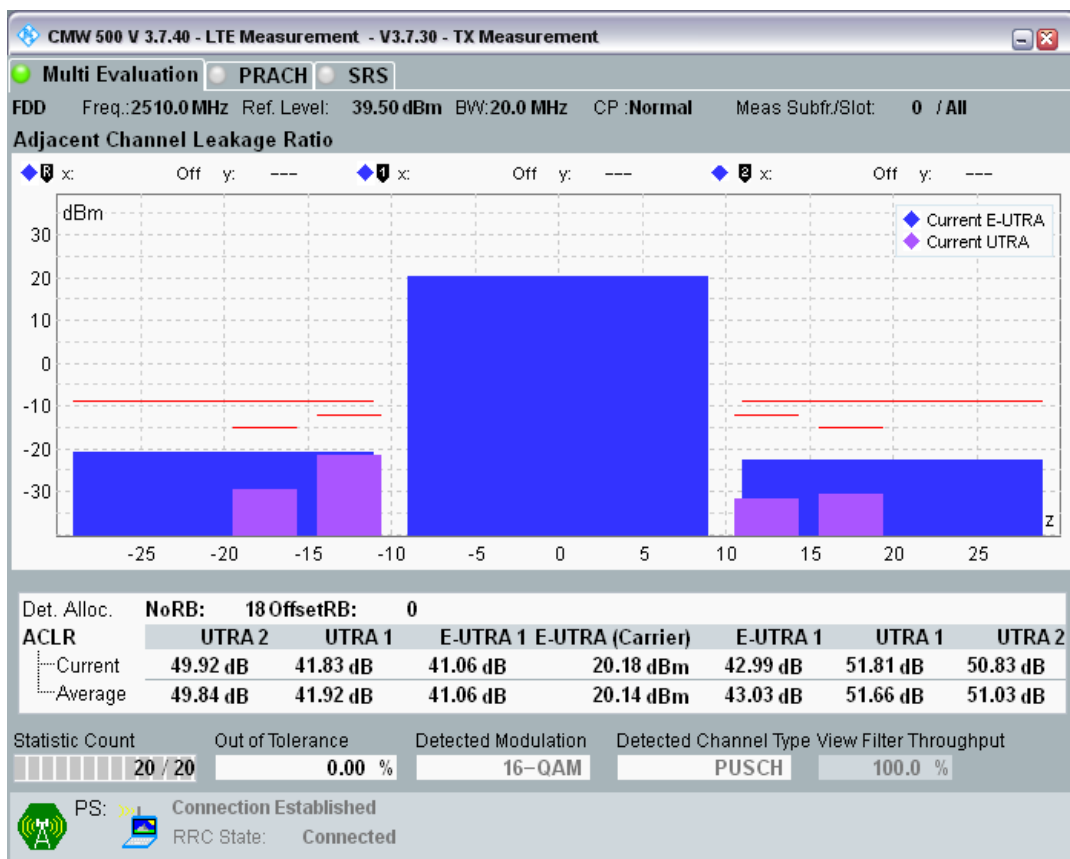 CMW 500 V 3.7.40 - LTE Measurement - V3.7.30 - TX Measurement
Multi Evaluation PRACH SRS
FDD Freg.:2510.0 MHz Ref. Level: 39.50 dBm BW:20.0 MHz CP :Normal Meas Subfr./Slot: 0 / All
Adjacent Channel Leakage Ratio
R x: Off y: --- 1 x: Off y: --- 2 x: Off y: ---
dBm
Current E-UTRA
Current UTRA
30
20
10
0
-10
-20
-30
z
-25 -20 -15 -10 -5 0 5 10 15 20 25
Det. Alloc. NoRB: 18 OffsetRB: 0
ACLR UTRA 2 UTRA 1 E-UTRA 1 E-UTRA (Carrier) E-UTRA 1 UTRA 1 UTRA 2
Current 49.92 dB 41.83 dB 41.06 dB 20.18 dBm 42.99 dB 51.81 dB 50.83 dB
Average 49.84 dB 41.92 dB 41.06 dB 20.14 dBm 43.03 dB 51.66 dB 51.03 dB
Statistic Count Out of Tolerance Detected Modulation Detected Channel Type View Filter Throughput
20 / 20 0.00 % 16-QAM PUSCH 100.0 %
PS: Connection Established
RRC State: Connected